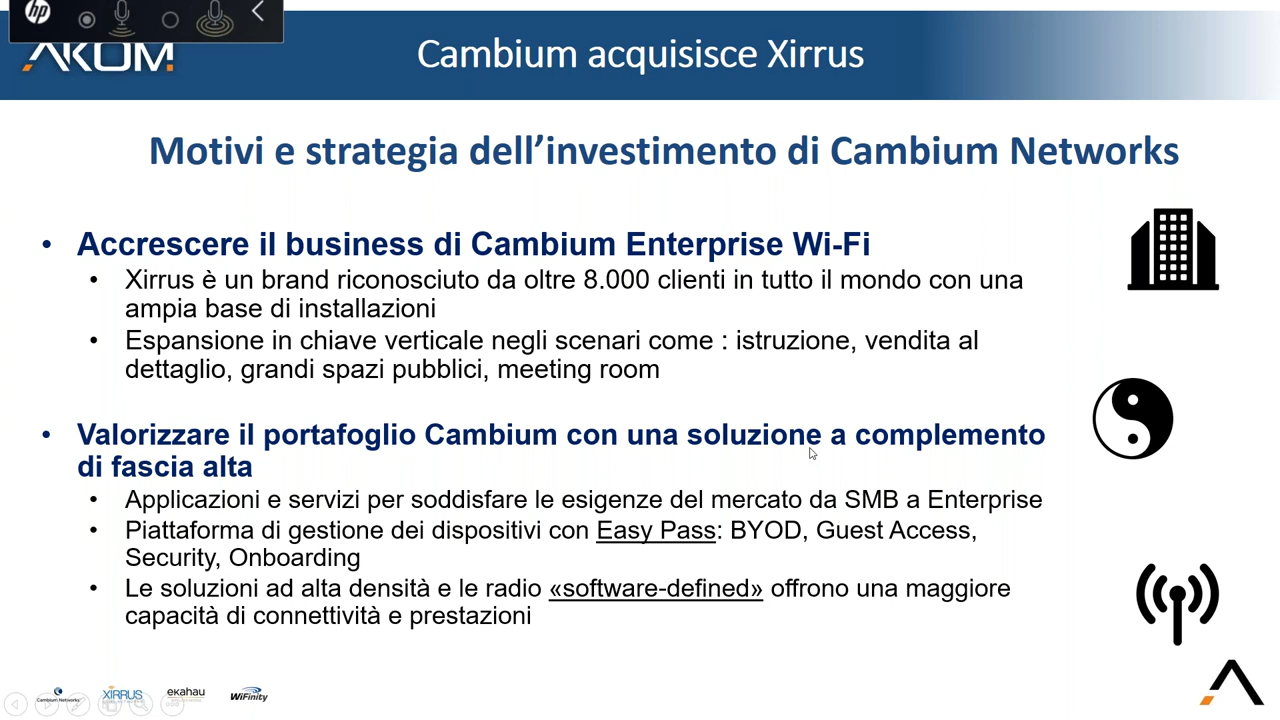 hp
AKOM!
Cambium acquisisce Xirrus
Motivi e strategia dell’investimento di Cambium Networks
• Accrescere il business di Cambium Enterprise Wi-Fi
• Xirrus è un brand riconosciuto da oltre 8.000 clienti in tutto il mondo con una
ampia base di installazioni
• Espansione in chiave verticale negli scenari come : istruzione, vendita al
dettaglio, grandi spazi pubblici, meeting room
• Valorizzare il portafoglio Cambium con una soluzione a complemento
di fascia alta
• Applicazioni e servizi per soddisfare le esigenze del mercato da SMB a Enterprise
• Piattaforma di gestione dei dispositivi con Easy Pass: BYOD, Guest Access,
Security, Onboarding
• Le soluzioni ad alta densità e le radio «software-defined» offrono una maggiore
capacità di connettività e prestazioni
Cambium Networks XIRRUS ekahau WiFinity